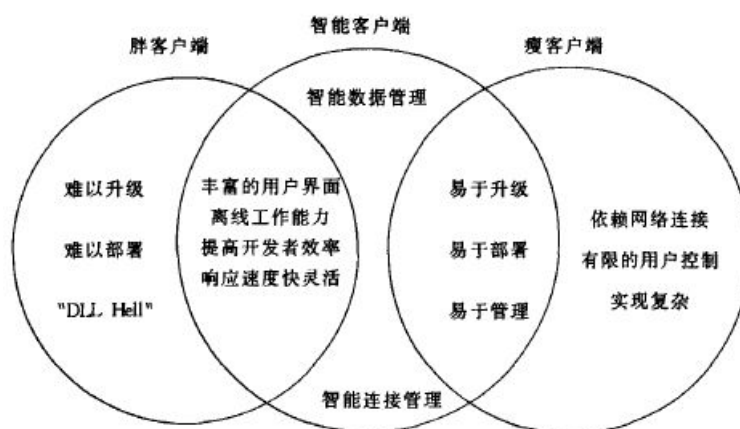 智能客户端
胖客户端
瘦客户端
智能数据管理
难以升级
难以部署
"DLL Hell"
丰富的用户界面
离线工作能力
提高开发者效率
响应速度快灵活
易于升级
易于部署
易于管理
依赖网络连接
有限的用户控制
实现复杂
智能连接管理